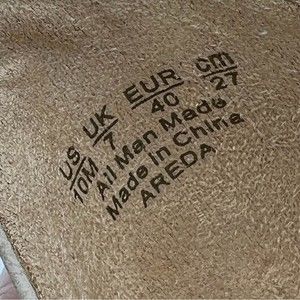 US UK EUR cm
10M 7 40 27
All Man Made
Made in China
AREDA